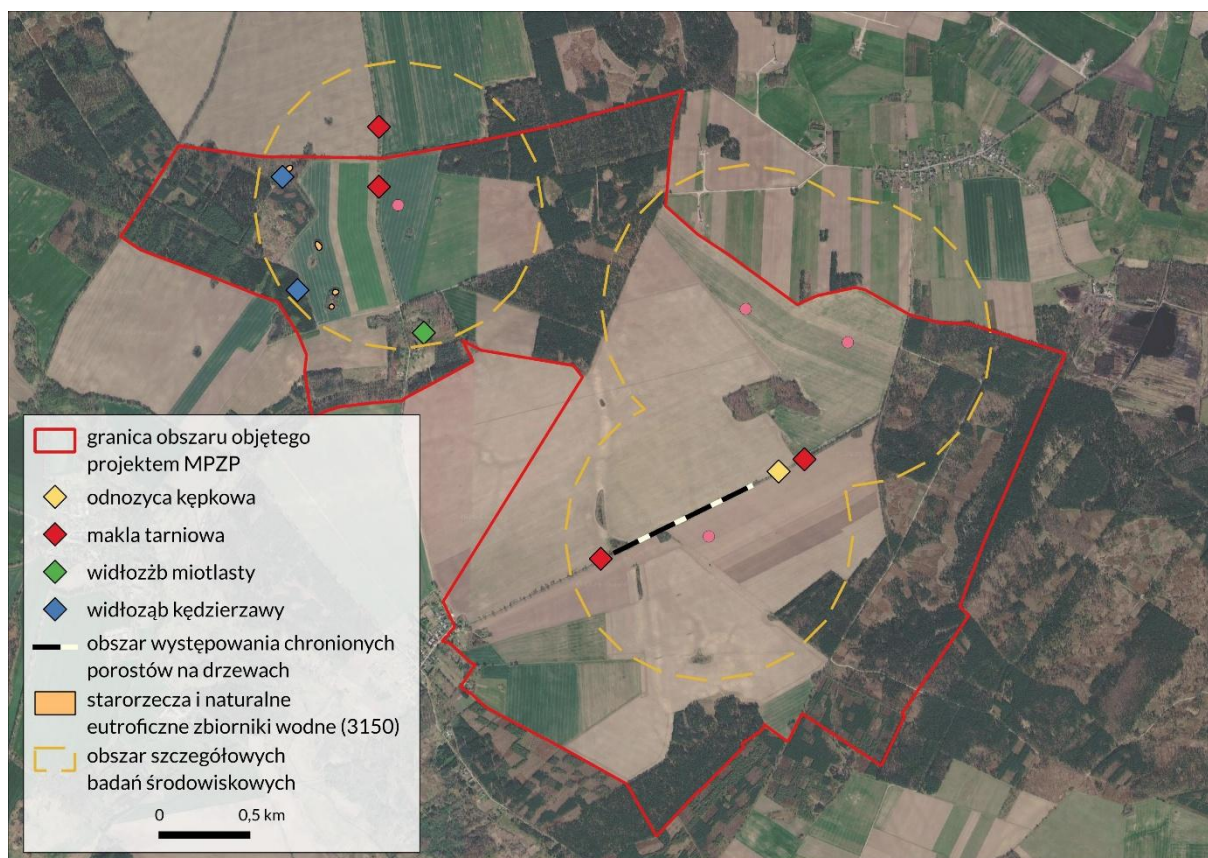 granica obszaru objętego
projektem MPZP
odnozyca kępkowa
makla tarniowa
widłozźb miotlasty
widłoząb kędzierzawy
obszar występowania chronionych
porostów na drzewach
starorzecza i naturalne
eutroficzne zbiorniki wodne (3150)
obszar szczegółowych
badań środowiskowych
0 0,5 km